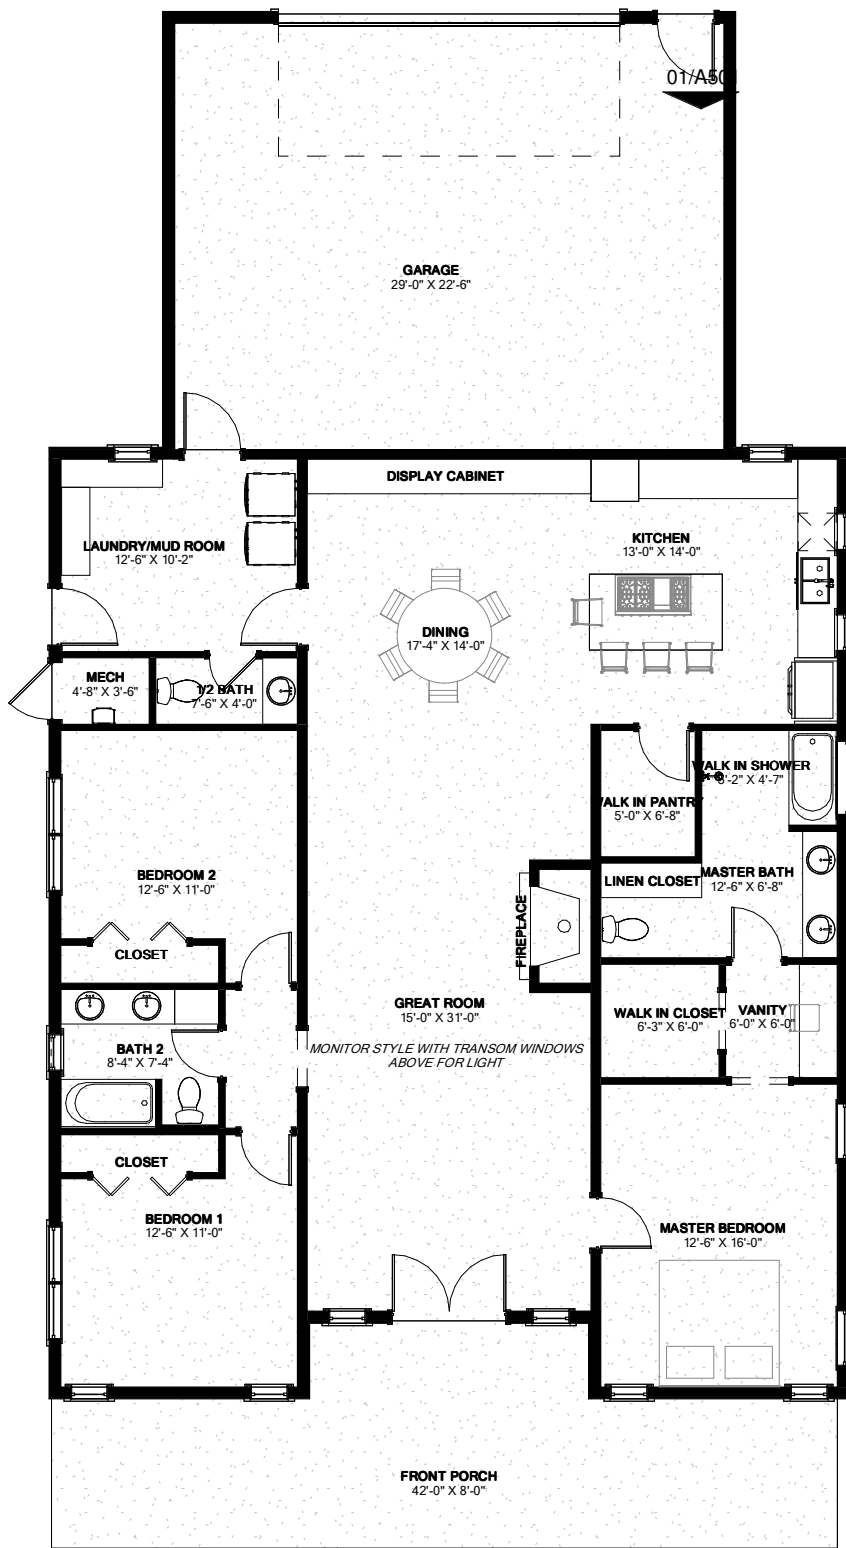 01/A50
GARAGE
29'-0" X 22'-6"
DISPLAY CABINET
KITCHEN
13'-0" X 14'-0"
LAUNDRY/MUD ROOM
12'-6" X 10'-2"
DINING
17'-4" X 14'-0"
MECH
4'-8" X 3'-6"
1/2 BATH
7'-6" X 4'-0"
WALK IN SHOWER
3'-2" X 4'-7"
WALK IN PANTRY
5'-0" X 6'-8"
BEDROOM 2
12'-6" X 11'-0"
MASTER BATH
12'-6" X 6'-8"
LINEN CLOSET
FIREPLACE
CLOSET
GREAT ROOM
15'-0" X 31'-0"
WALK IN CLOSET
6'-3" X 6'-0"
VANITY
6'-0" X 6'-0"
BATH 2
8'-4" X 7'-4"
MONITOR STYLE WITH TRANSOM WINDOWS
ABOVE FOR LIGHT
CLOSET
BEDROOM 1
12'-6" X 11'-0"
MASTER BEDROOM
12'-6" X 16'-0"
FRONT PORCH
42'-0" X 8'-0"